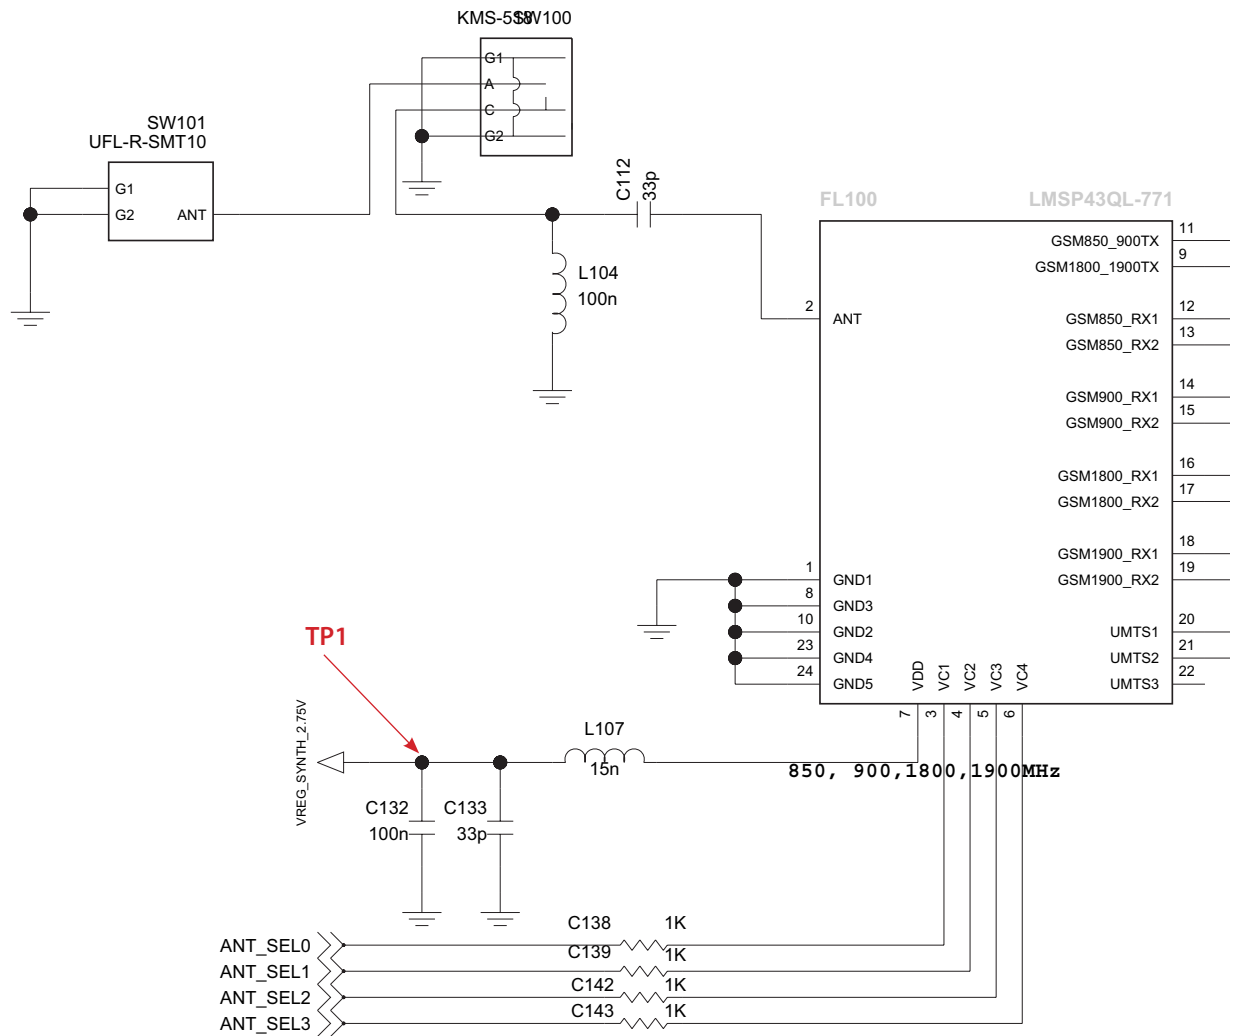 KMS-518 SW100
G1
A
C
G2
SW101
UFL-R-SMT10
G1
G2
ANT
C112
33p
L104
100n
FL100
LMSP43QL-771
2
ANT
GSM850_900TX
11
GSM1800_1900TX
9
GSM850_RX1
12
GSM850_RX2
13
GSM900_RX1
14
GSM900_RX2
15
GSM1800_RX1
16
GSM1800_RX2
17
GSM1900_RX1
18
GSM1900_RX2
19
UMTS1
20
UMTS2
21
UMTS3
22
1
GND1
8
GND3
10
GND2
23
GND4
24
GND5
VDD
VC1
VC2
VC3
VC4
7
3
4
5
6
TP1
VREG_SYNTH_2.75V
L107
15n
850, 900,1800,1900MHz
C132
100n
C133
33p
ANT_SEL0
C138
1K
ANT_SEL1
C139
1K
ANT_SEL2
C142
1K
ANT_SEL3
C143
1K